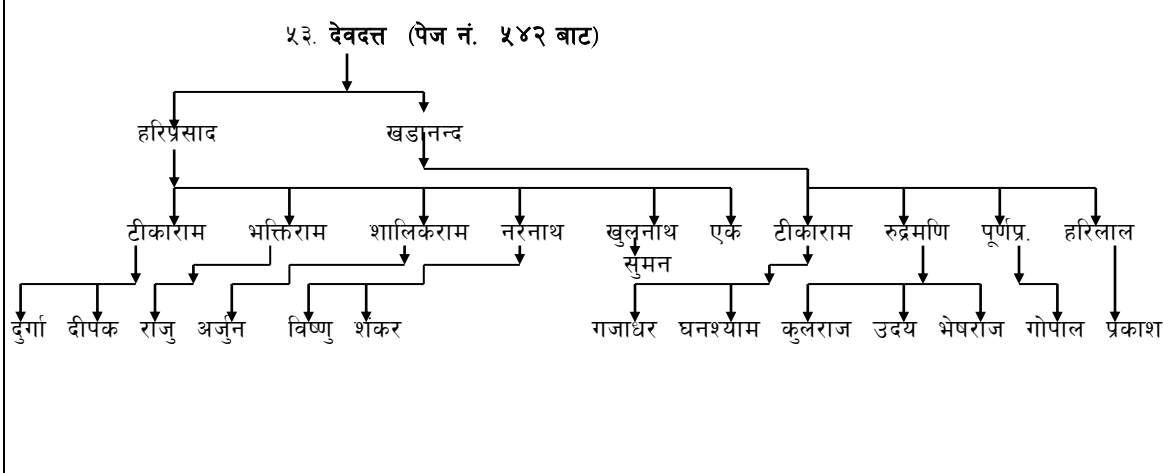 ५३. देवदत्त (पेज नं. ५४२ बाट)
हरिप्रसाद खडानन्द
टीकाराम भक्तिराम शालिकराम नरनाथ खुलनाथ एक टीकाराम रुद्रमणि पूर्णप्र. हरिलाल
सुमन
दुर्गा दीपक राजु अर्जुन विष्णु शंकर गजाधर घनश्याम कुलराज उदय भेषराज गोपाल प्रकाश